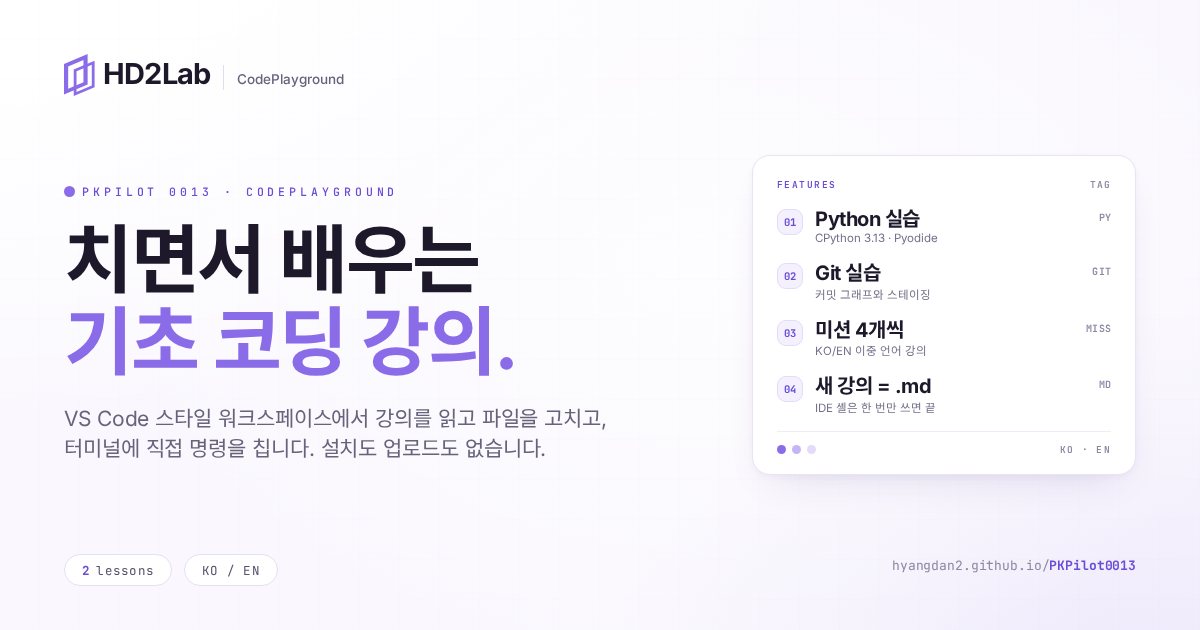 HD2Lab
CodePlayground
PKPILOT 0013 · CODEPLAYGROUND
치면서 배우는
기초 코딩 강의.
VS Code 스타일 워크스페이스에서 강의를 읽고 파일을 고치고,
터미널에 직접 명령을 칩니다. 설치도 업로드도 없습니다.
2 lessons
KO / EN
FEATURES
TAG
01
Python 실습
PY
CPython 3.13 · Pyodide
02
Git 실습
GIT
커밋 그래프와 스테이징
03
미션 4개씩
MISS
KO/EN 이중 언어 강의
04
새 강의 = .md
MD
IDE 셸은 한 번만 쓰면 끝
KO · EN
hyangdan2.github.io/PKPilot0013